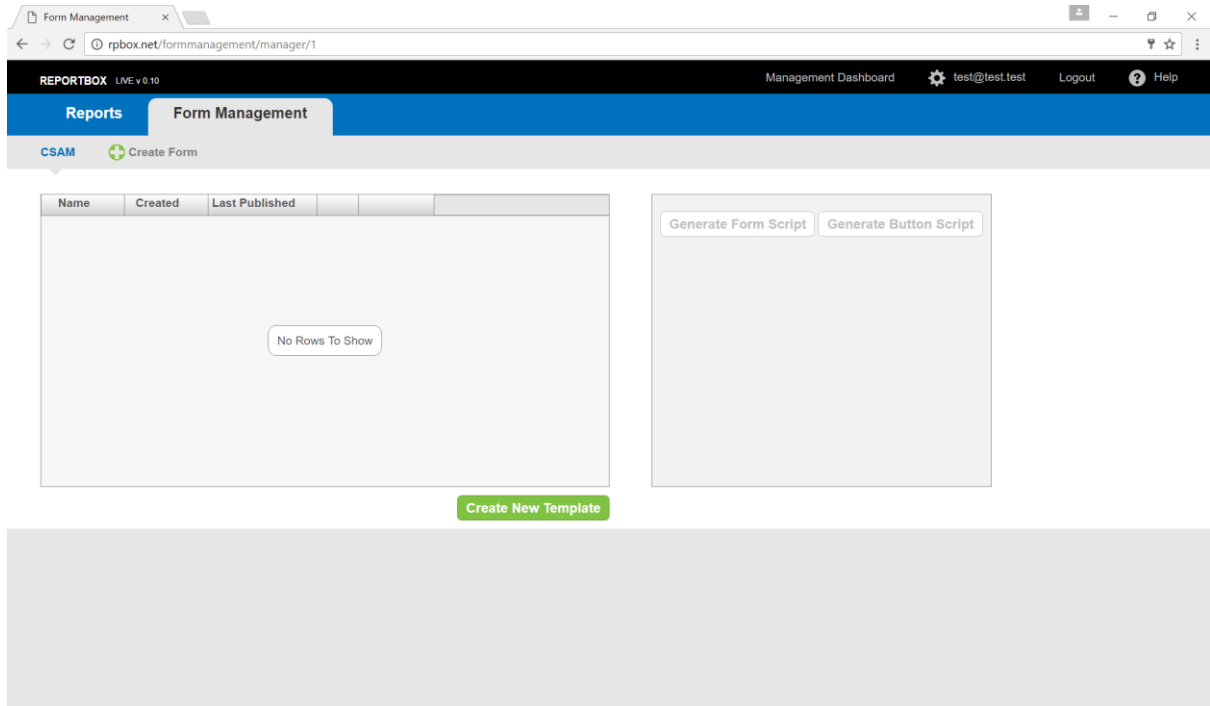 Form Management
rpbox.net/formmanagement/manager/1
REPORTBOX LIVE v 0.10 Management Dashboard test@test.test Logout Help
Reports Form Management
CSAM Create Form
Name Created Last Published
Generate Form Script Generate Button Script
No Rows To Show
Create New Template